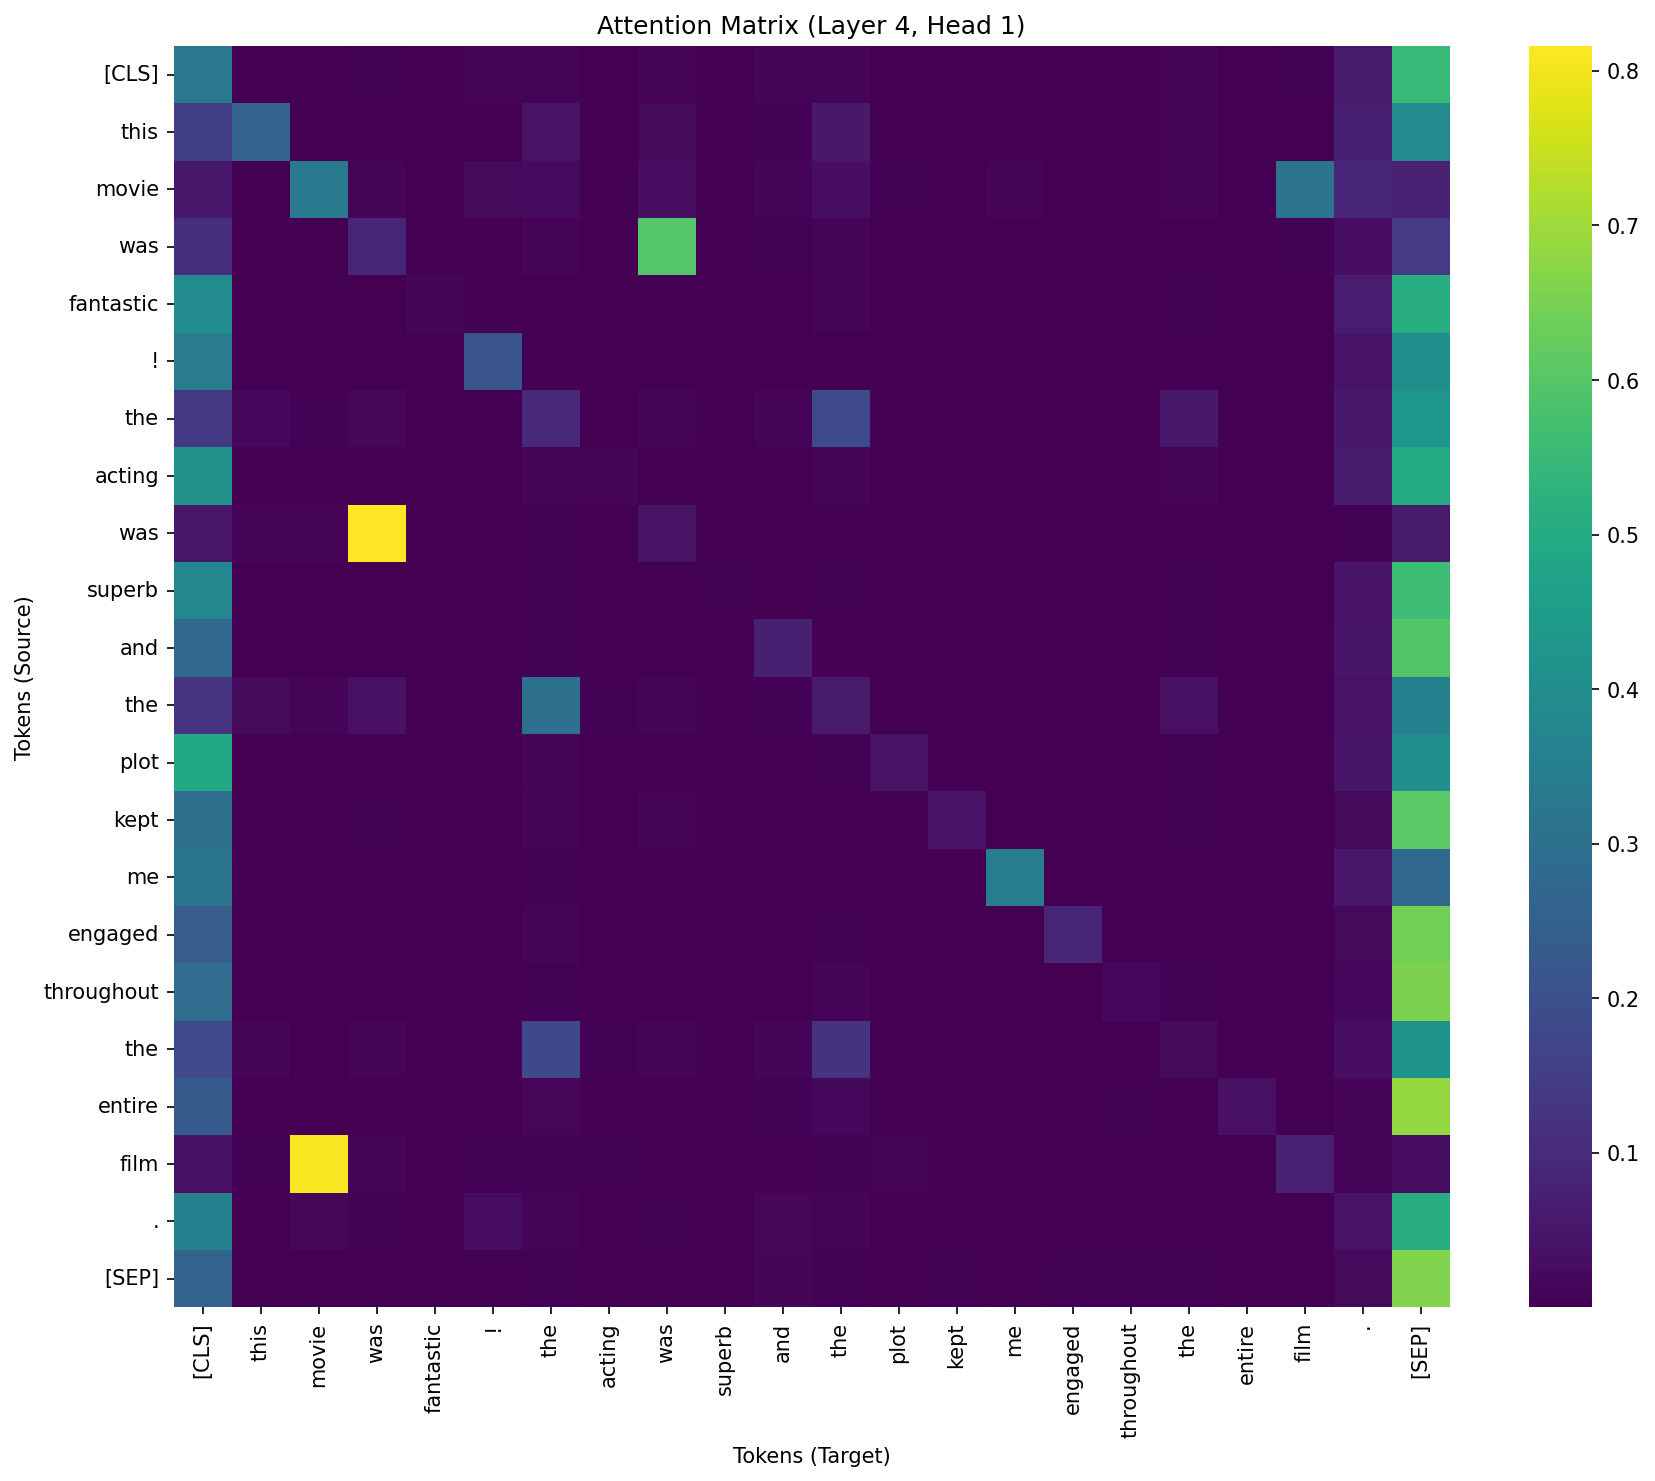 Attention Matrix (Layer 4, Head 1)
[CLS]
this
movie
was
fantastic
!
the
acting
was
superb
and
the
plot
kept
me
engaged
throughout
the
entire
film
.
[SEP]
Tokens (Source)
[CLS]
this
movie
was
fantastic
!
the
acting
was
superb
and
the
plot
kept
me
engaged
throughout
the
entire
film
.
[SEP]
Tokens (Target)
0.8
0.7
0.6
0.5
0.4
0.3
0.2
0.1